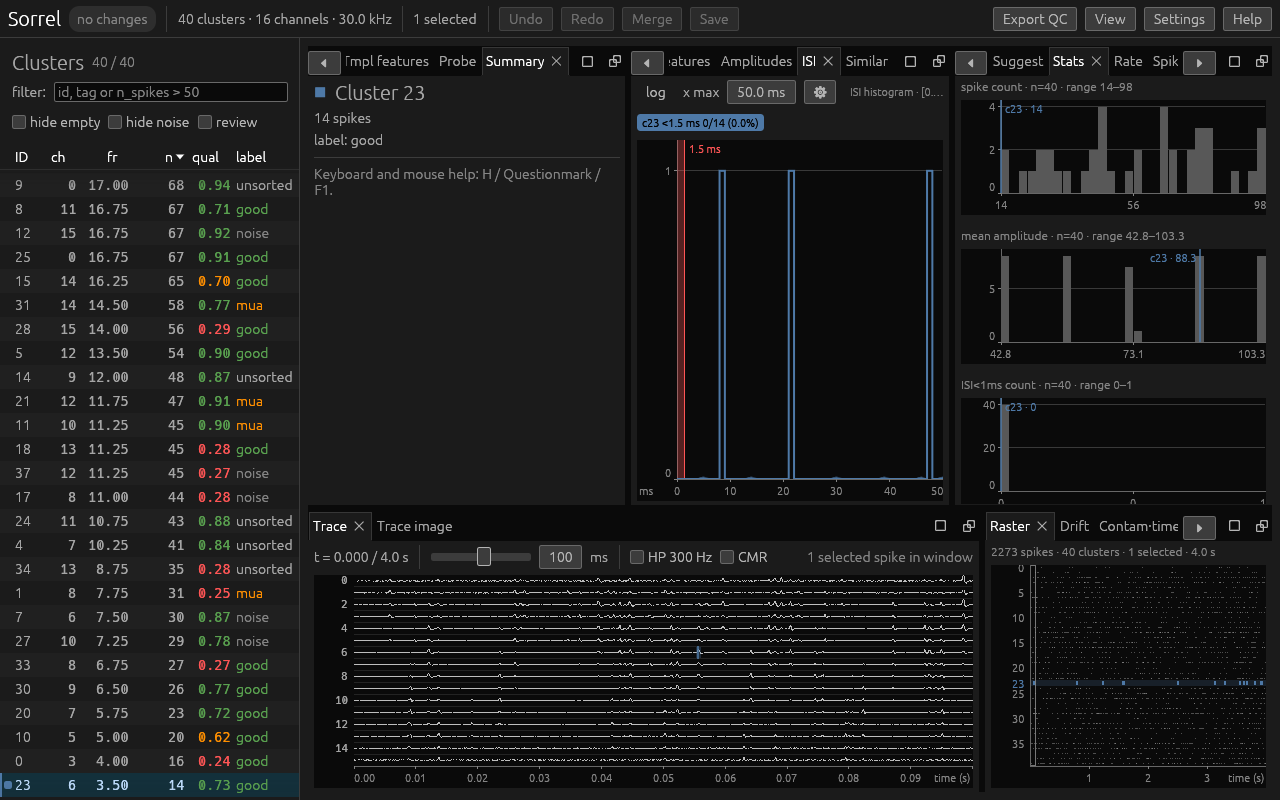 Sorrel no changes 40 clusters · 16 channels · 30.0 kHz 1 selected Undo Redo Merge Save Export QC View Settings Help
Clusters 40 / 40
filter: id, tag or n_spikes > 50
hide empty hide noise review
ID ch fr n qual label
9 0 17.00 68 0.94 unsorted
8 11 16.75 67 0.71 good
12 15 16.75 67 0.92 noise
25 0 16.75 67 0.91 good
15 14 16.25 65 0.70 good
31 14 14.50 58 0.77 mua
28 15 14.00 56 0.29 good
5 12 13.50 54 0.90 good
14 9 12.00 48 0.87 unsorted
21 12 11.75 47 0.91 mua
11 10 11.25 45 0.90 mua
18 13 11.25 45 0.28 good
37 12 11.25 45 0.27 noise
17 8 11.00 44 0.28 noise
24 11 10.75 43 0.88 unsorted
4 7 10.25 41 0.84 unsorted
34 13 8.75 35 0.28 unsorted
1 8 7.75 31 0.25 mua
7 6 7.50 30 0.87 noise
27 10 7.25 29 0.78 noise
33 8 6.75 27 0.27 good
30 9 6.50 26 0.77 good
20 7 5.75 23 0.72 good
10 5 5.00 20 0.62 good
0 3 4.00 16 0.24 good
23 6 3.50 14 0.73 good
Tmpl features Probe Summary
Cluster 23
14 spikes
label: good
Keyboard and mouse help: H / Questionmark /
F1.
eatures Amplitudes ISI Similar
log x max 50.0 ms ISI histogram · [0....
c23 <1.5 ms 0/14 (0.0%)
1.5 ms
1
0
ms 0 10 20 30 40 50
Suggest Stats Rate Spik
spike count · n=40 · range 14–98
c23 · 14
4
2
0
14 56 98
mean amplitude · n=40 · range 42.8–103.3
c23 · 88.3
5
0
42.8 73.1 103.3
ISI<1ms count · n=40 · range 0–1
c23 · 0
40
20
0
0 0 1
Trace Trace image
t = 0.000 / 4.0 s 100 ms HP 300 Hz CMR 1 selected spike in window
0
2
4
6
8
10
12
14
0.00 0.01 0.02 0.03 0.04 0.05 0.06 0.07 0.08 0.09 time (s)
Raster Drift Contam-time
2273 spikes · 40 clusters · 1 selected · 4.0 s
0
5
10
15
20
23
25
30
35
1 2 3 time (s)